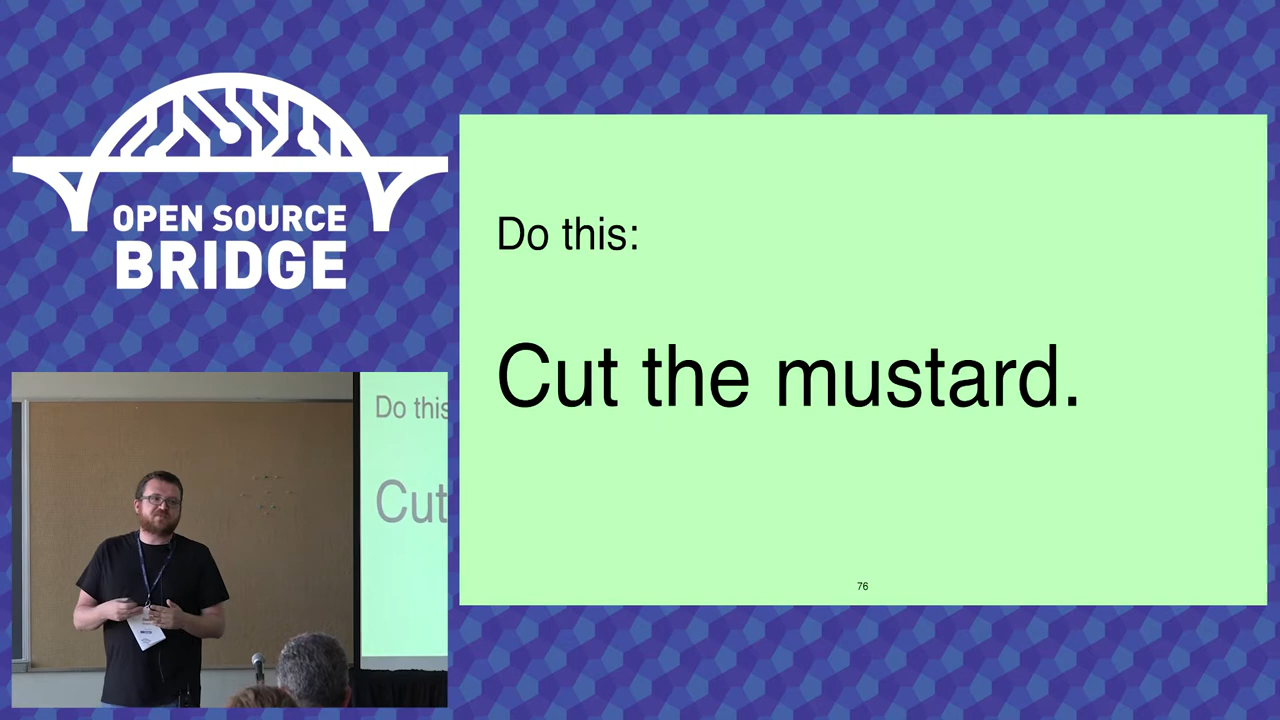 OPEN SOURCE
BRIDGE
Do this:
Cut the mustard.
76
Do this
Cut